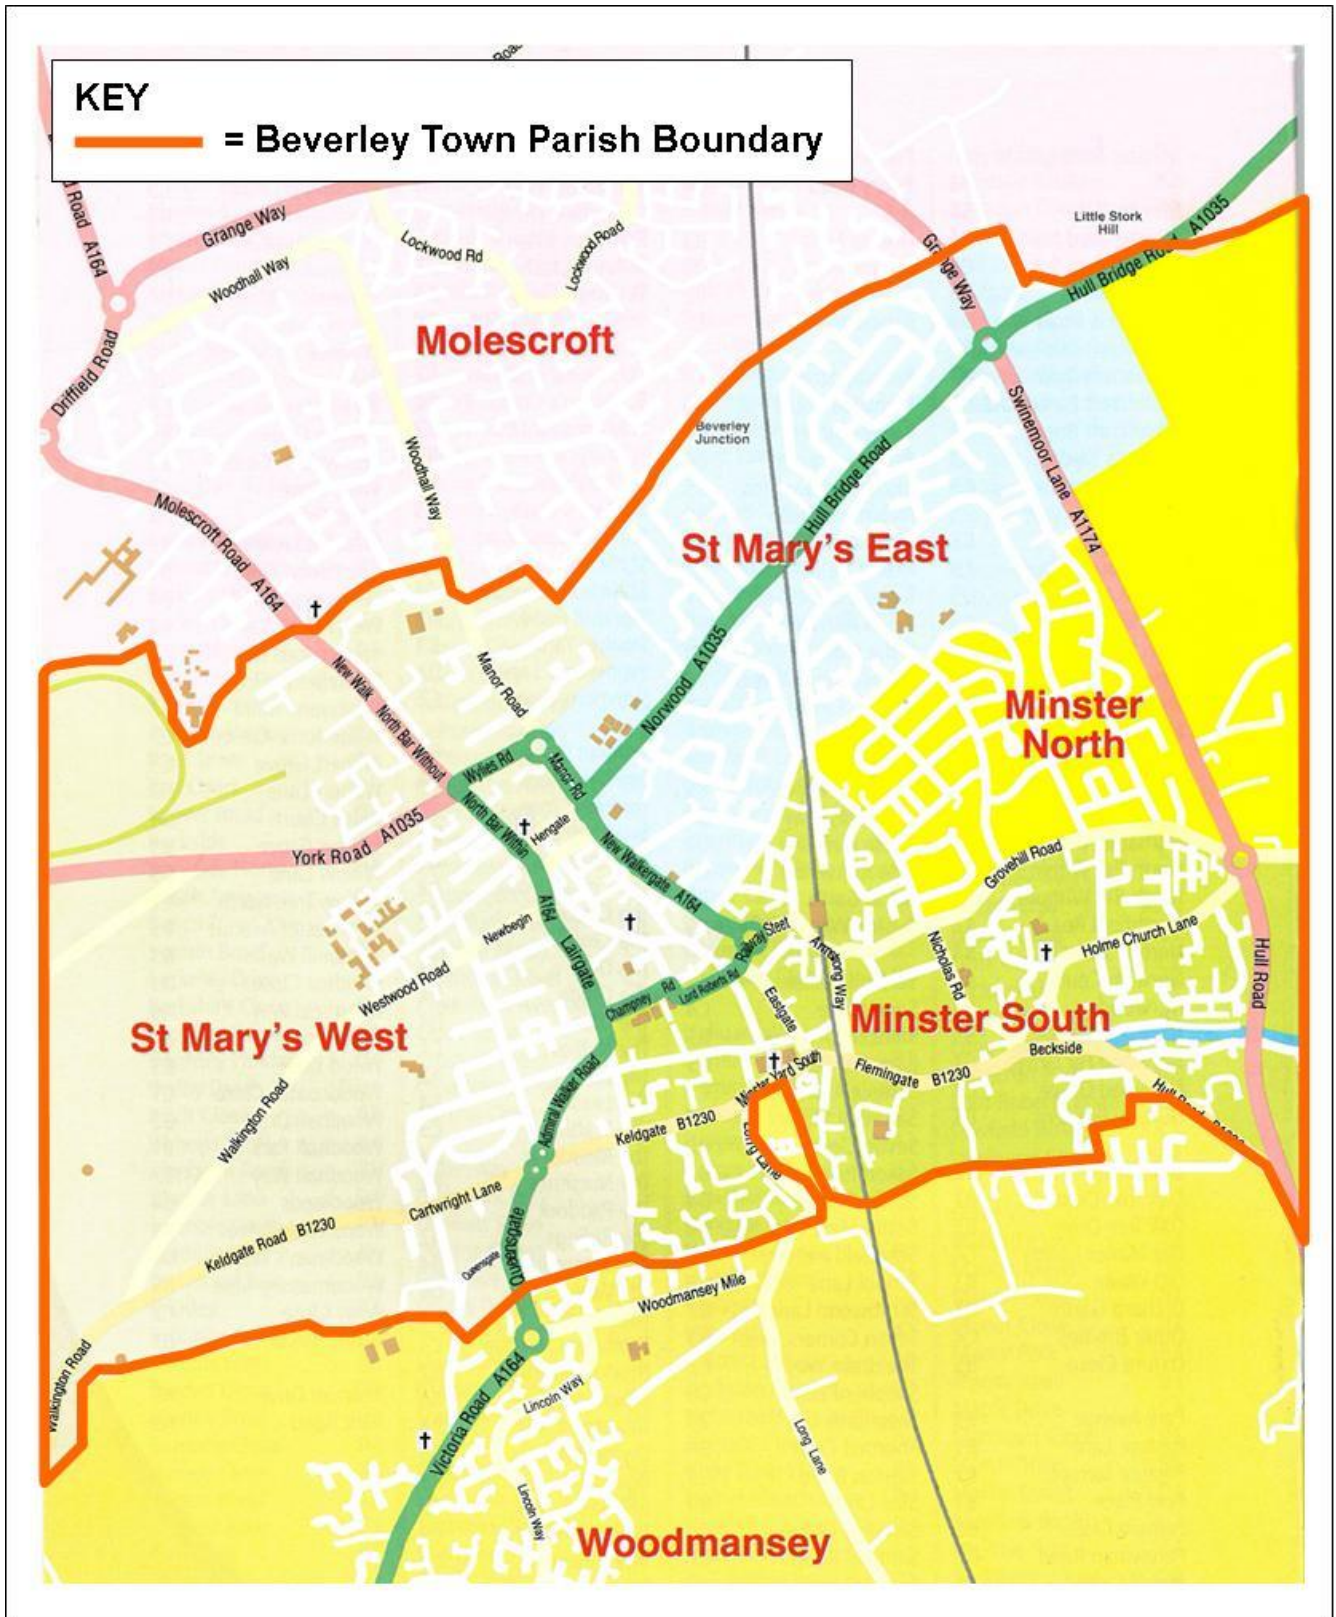 KEY
= Beverley Town Parish Boundary
Road
Road A164
Grange Way
Woodhall Way
Lockwood Rd
Lockwood Road
Little Stork
Hill
Hull Bridge Road A1035
Grange Way
Driffield Road
Molescroft
Beverley
Junction
Woodhall Way
Swinemoor Lane A1174
Hull Bridge Road
Molescroft Road A164
St Mary's East
New Walk
Manor Road
Norwood A1035
Minster
North
North Bar Without
Wylies Rd
Manor Rd
North Bar Within
Hengate
York Road A1035
New Walkergate A164
Grovehill Road
A164
Newbegin
Lairgate
Railway Steet
Armstrong Way
Nicholas Rd
Holme Church Lane
Hull Road
Westwood Road
Champney Rd
Lord Roberts Rd
Eastgate
St Mary's West
Minster South
Beckside
Minster Yard South
Flemingate B1230
Admiral Walker Road
Walkington Road
Keldgate B1230
Long Lane
Hull Road
Cartwright Lane
Keldgate Road B1230
Queensgate
Queensgate
Woodmansey Mile
Walkington Road
Victoria Road A164
Lincoln Way
Long Lane
Lincoln Way
Woodmansey